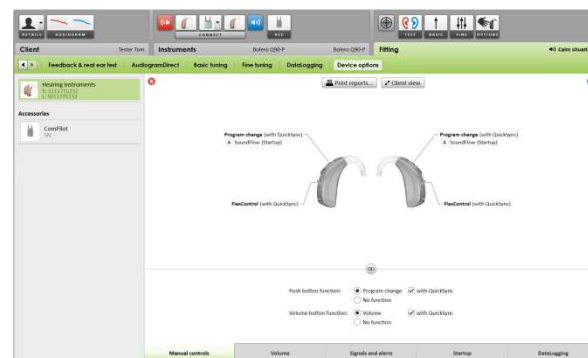 DETAILS AUDIOGRAM CONNECT REC TEST BASIC FINE OPTIONS
Client Tester Tom Instruments Bolero Q90-P Bolero Q90-P Fitting Calm situati
Feedback & real ear test AudiogramDirect Basic tuning Fine tuning DataLogging Device options
Hearing instruments
Print reports... Client view
Accessories
ComPilot
SN: -
Program change (with QuickSync) Program change (with QuickSync)
A : SoundFlow (Startup) A : SoundFlow (Startup)
FlexControl (with QuickSync) FlexControl (with QuickSync)
Push button function: Program change with QuickSync
No function
Volume button function: Volume with QuickSync
No function
Manual controls Volume Signals and alerts Startup DataLogging